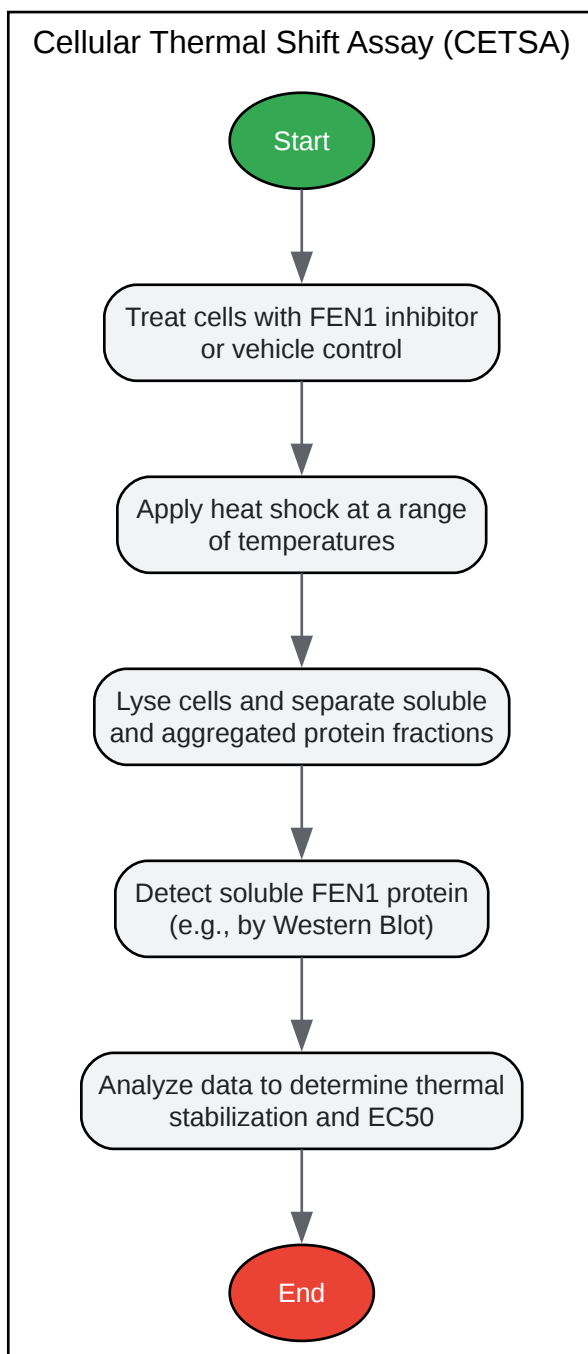 Cellular Thermal Shift Assay (CETSA)
Start
Treat cells with FEN1 inhibitor
or vehicle control
Apply heat shock at a range
of temperatures
Lyse cells and separate soluble
and aggregated protein fractions
Detect soluble FEN1 protein
(e.g., by Western Blot)
Analyze data to determine thermal
stabilization and EC50
End